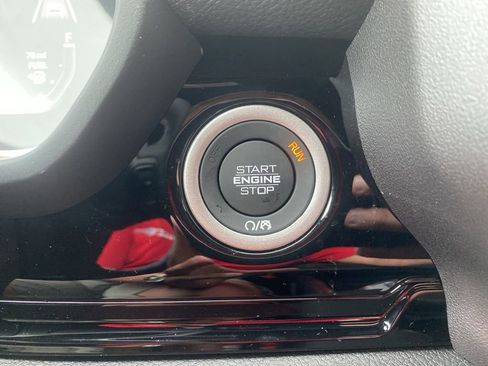 F
RUN
START
ENGINE
STOP